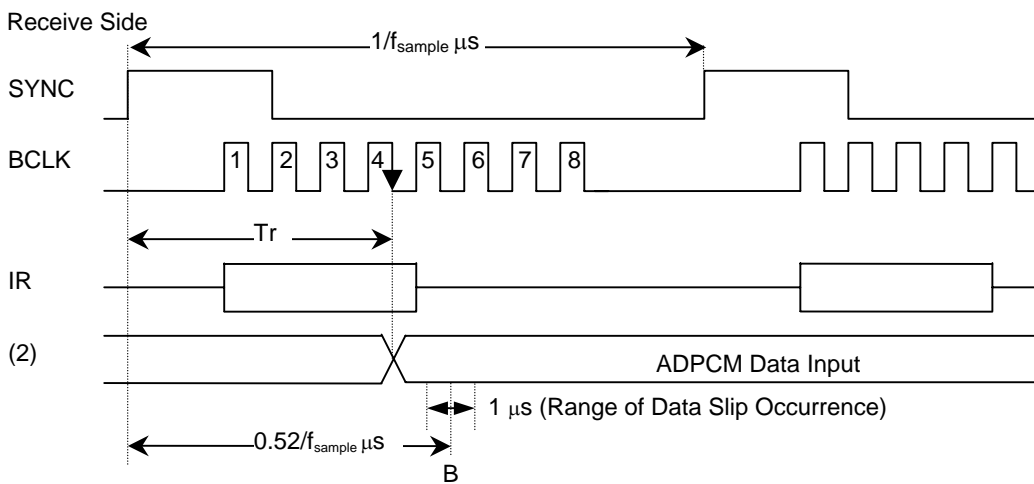 Receive Side
1/fsample μs
SYNC
BCLK
1 2 3 4 5 6 7 8
Tr
IR
(2)
ADPCM Data Input
1 μs (Range of Data Slip Occurrence)
0.52/fsample μs
B